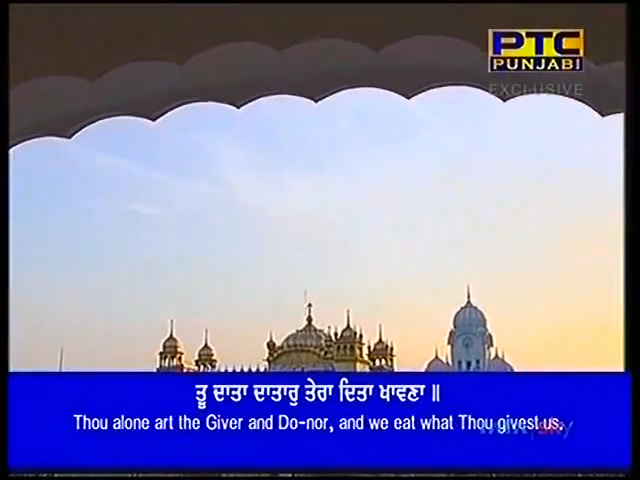 PTC
PUNJABI
EXCLUSIVE
ਤੂ ਦਾਤਾ ਦਾਤਾਰੁ ਤੇਰਾ ਦਿਤਾ ਖਾਵਣਾ ॥
Thou alone art the Giver and Do-nor, and we eat what Thou givest us.